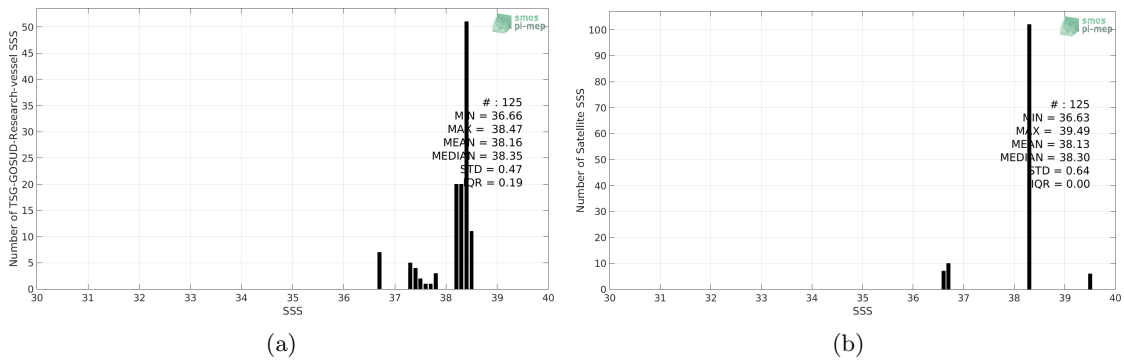 Number of TSG-GOSUD-Research-vessel SSS
50
45
40
35
30
25
20
15
10
5
0
30 31 32 33 34 35 36 37 38 39 40
SSS
smos
pi-mep
# : 125
MIN = 36.66
MAX = 38.47
MEAN = 38.16
MEDIAN = 38.35
STD = 0.47
IQR = 0.19
(a)
Number of Satellite SSS
100
90
80
70
60
50
40
30
20
10
0
30 31 32 33 34 35 36 37 38 39 40
SSS
smos
pi-mep
# : 125
MIN = 36.63
MAX = 39.49
MEAN = 38.13
MEDIAN = 38.30
STD = 0.64
IQR = 0.00
(b)